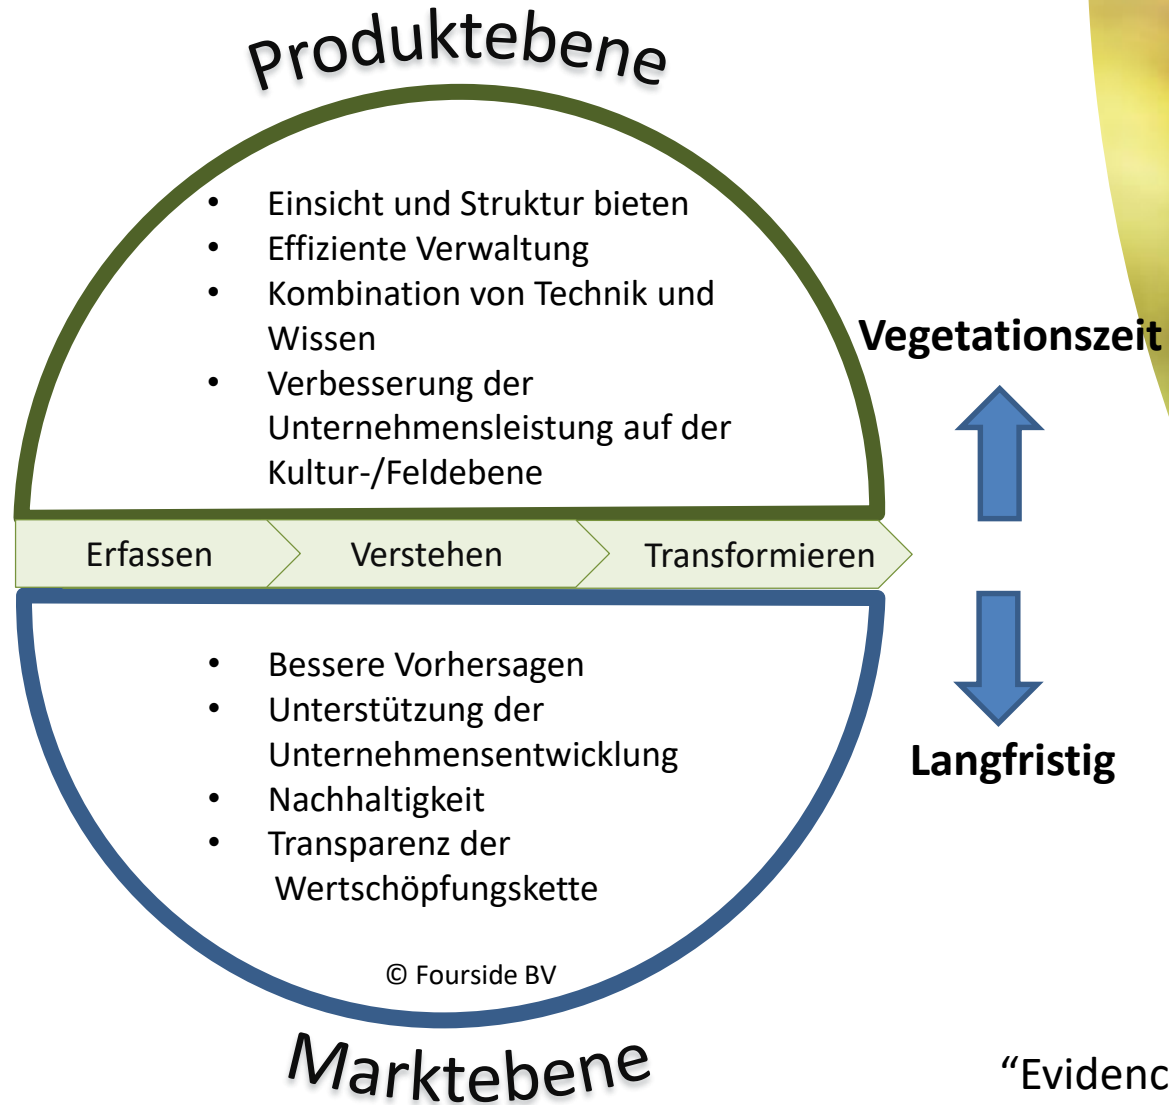 Produktebene
• Einsicht und Struktur bieten
• Effiziente Verwaltung
• Kombination von Technik und
Wissen
• Verbesserung der
Unternehmensleistung auf der
Kultur-/Feldebene
Vegetationszeit
Erfassen
Verstehen
Transformieren
• Bessere Vorhersagen
• Unterstützung der
Unternehmensentwicklung
• Nachhaltigkeit
• Transparenz der
Wertschöpfungskette
Langfristig
© Fourside BV
Marktebene
“Evidenc